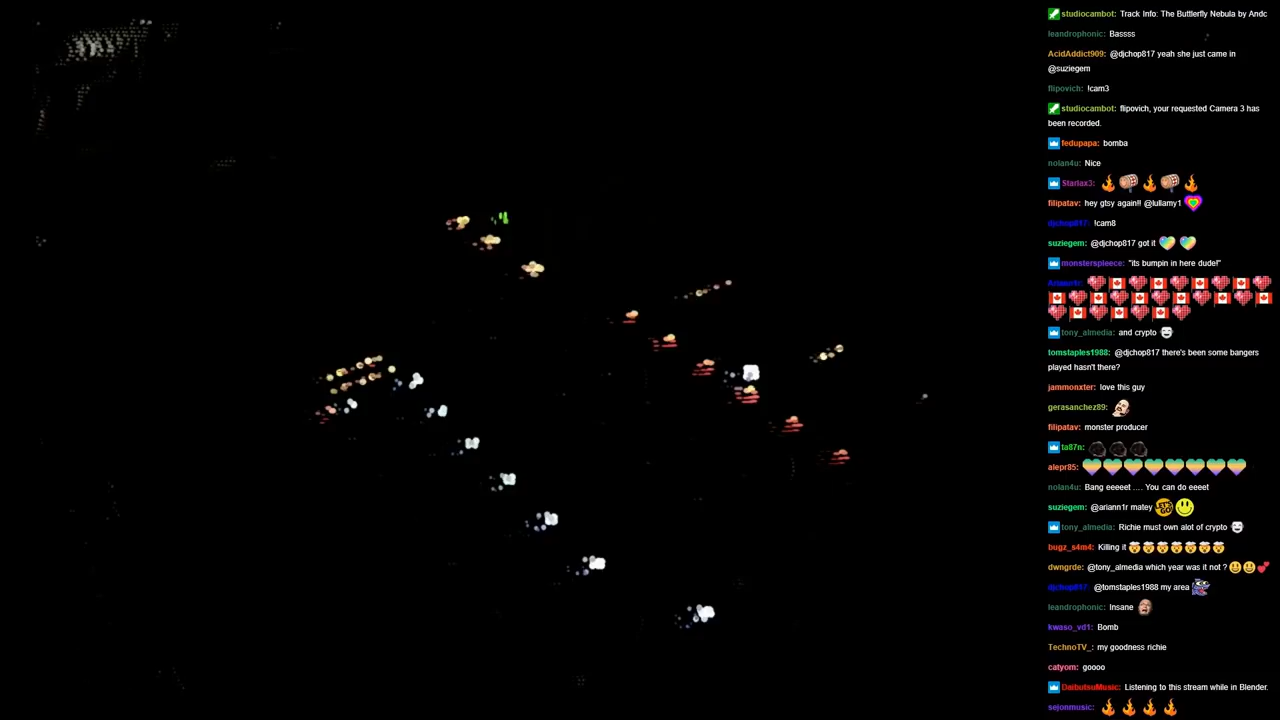 studiocambot: Track Info: The Buttlerfly Nebula by Andc
leandrophonic: Bassss
AcidAddict909: @djchop817 yeah she just came in
@suziegem
flipovich: !cam3
studiocambot: flipovich, your requested Camera 3 has
been recorded.
fedupapa: bomba
nolan4u: Nice
Starlax3:
filipatav: hey gtsy again!! @lullamy1
djchop817: !cam8
suziegem: @djchop817 got it
monsterspleece: "its bumpin in here dude!"
tony_almedia: and crypto
tomstaples1988: @djchop817 there's been some bangers
played hasn't there?
jammonxter: love this guy
gerasanchez89:
filipatav: monster producer
ta87n:
alepr85:
nolan4u: Bang eeeeet .... You can do eeeet
suziegem: @ariann1r matey
tony_almedia: Richie must own alot of crypto
bugz_s4m4: Killing it
dwngrde: @tony_almedia which year was it not ?
djchop817: @tomstaples1988 my area
leandrophonic: Insane
kwaso_vd1: Bomb
TechnoTV_: my goodness richie
catyom: goooo
DaibutsuMusic: Listening to this stream while in Blender.
sejonmusic: